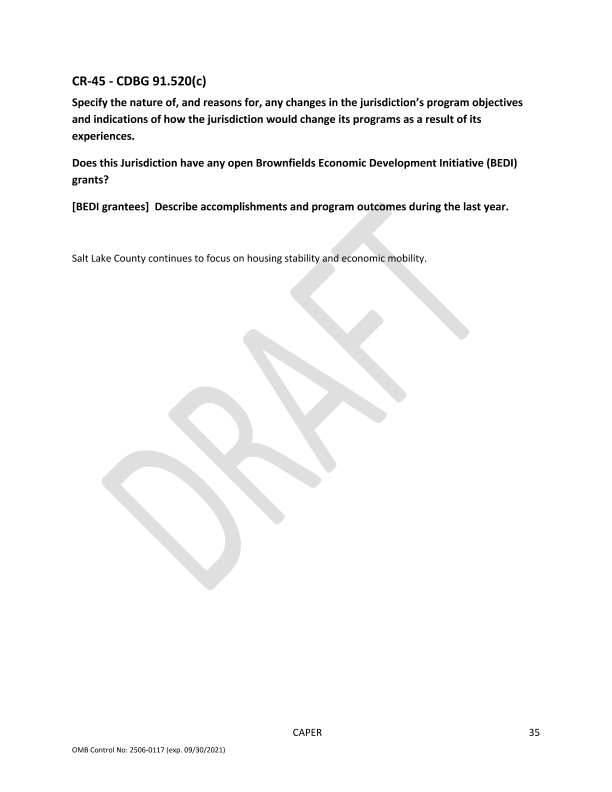 CR-45 - CDBG 91.520(c)
Specify the nature of, and reasons for, any changes in the jurisdiction’s program objectives
and indications of how the jurisdiction would change its programs as a result of its
experiences.
Does this Jurisdiction have any open Brownfields Economic Development Initiative (BEDI)
grants?
[BEDI grantees]  Describe accomplishments and program outcomes during the last year.
Salt Lake County continues to focus on housing stability and economic mobility.
DRAFT
CAPER 35
OMB Control No: 2506-0117 (exp. 09/30/2021)